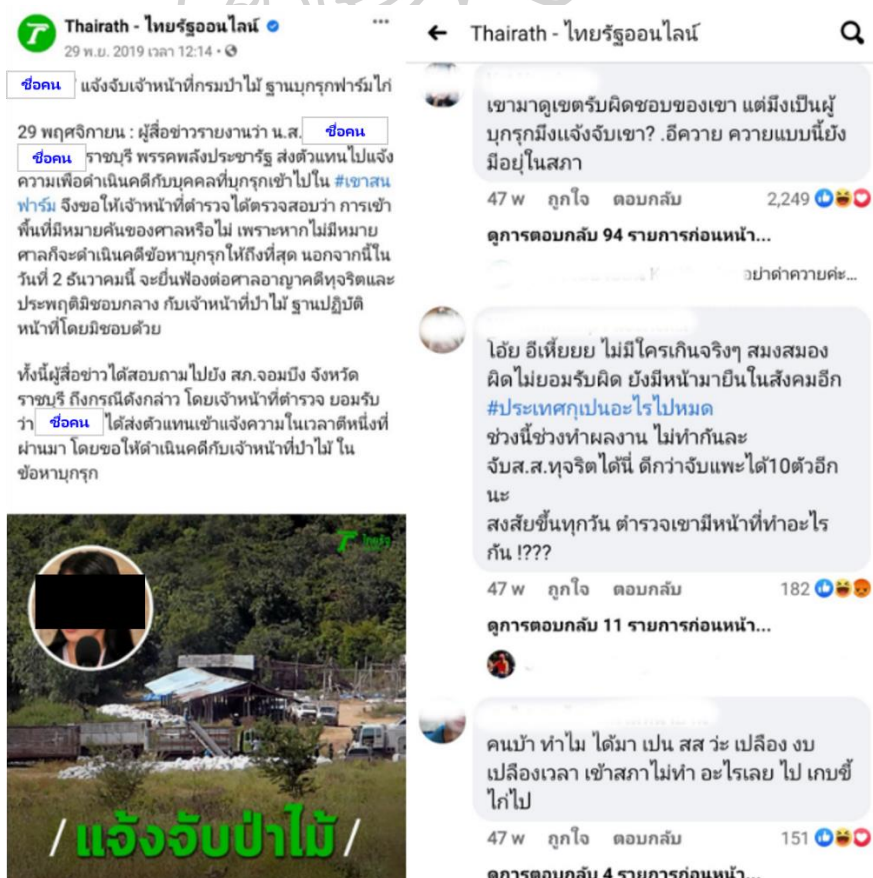 Thairath - ไทยรัฐออนไลน์
29 พ.ย. 2019 เวลา 12:14 •
ชื่อคน แจ้งจับเจ้าหน้าที่กรมป่าไม้ ฐานบุกรุกฟาร์มไก่
29 พฤศจิกายน : ผู้สื่อข่าวรายงานว่า น.ส. ชื่อคน
ชื่อคน ราชบุรี พรรคพลังประชารัฐ ส่งตัวแทนไปแจ้ง
ความเพื่อดำเนินคดีกับบุคคลที่บุกรุกเข้าไปใน #เขาสน
ฟาร์ม จึงขอให้เจ้าหน้าที่ตำรวจได้ตรวจสอบว่า การเข้า
พื้นที่มีหมายค้นของศาลหรือไม่ เพราะหากไม่มีหมาย
ศาลก็จะดำเนินคดีข้อหาบุกรุกให้ถึงที่สุด นอกจากนี้ใน
วันที่ 2 ธันวาคมนี้ จะยื่นฟ้องต่อศาลอาญาคดีทุจริตและ
ประพฤติมิชอบกลาง กับเจ้าหน้าที่ป่าไม้ ฐานปฏิบัติ
หน้าที่โดยมิชอบด้วย
ทั้งนี้ผู้สื่อข่าวได้สอบถามไปยัง สภ.จอมบึง จังหวัด
ราชบุรี ถึงกรณีดังกล่าว โดยเจ้าหน้าที่ตำรวจ ยอมรับ
ว่า ชื่อคน ได้ส่งตัวแทนเข้าแจ้งความในเวลาตีหนึ่งที่
ผ่านมา โดยขอให้ดำเนินคดีกับเจ้าหน้าที่ป่าไม้ ใน
ข้อหาบุกรุก
ไทยรัฐ
/ แจ้งจับป่าไม้ /
Thairath - ไทยรัฐออนไลน์
เขามาดูเขตรับผิดชอบของเขา แต่มึงเป็นผู้
บุกรุกมึงแจ้งจับเขา? .อีควาย ควายแบบนี้ยัง
มีอยู่ในสภา
47 w ถูกใจ ตอบกลับ 2,249
ดูการตอบกลับ 94 รายการก่อนหน้า...
อย่าด่าควายค่ะ...
โอ้ย อีเหี้ยยย ไม่มีใครเกินจริงๆ สมงสมอง
ผิดไม่ยอมรับผิด ยังมีหน้ามายืนในสังคมอีก
#ประเทศกุเปนอะไรไปหมด
ช่วงนี้ช่วงทำผลงาน ไม่ทำกันละ
จับส.ส.ทุจริตได้นี่ ดีกว่าจับแพะได้10ตัวอีก
นะ
สงสัยขึ้นทุกวัน ตำรวจเขามีหน้าที่ทำอะไร
กัน !???
47 w ถูกใจ ตอบกลับ 182
ดูการตอบกลับ 11 รายการก่อนหน้า...
คนบ้า ทำไม ได้มา เปน สส ว่ะ เปลือง งบ
เปลืองเวลา เข้าสภาไม่ทำ อะไรเลย ไป เกบขี้
ไก่ไป
47 w ถูกใจ ตอบกลับ 151
ดูการตอบกลับ 4 รายการก่อนหน้า...